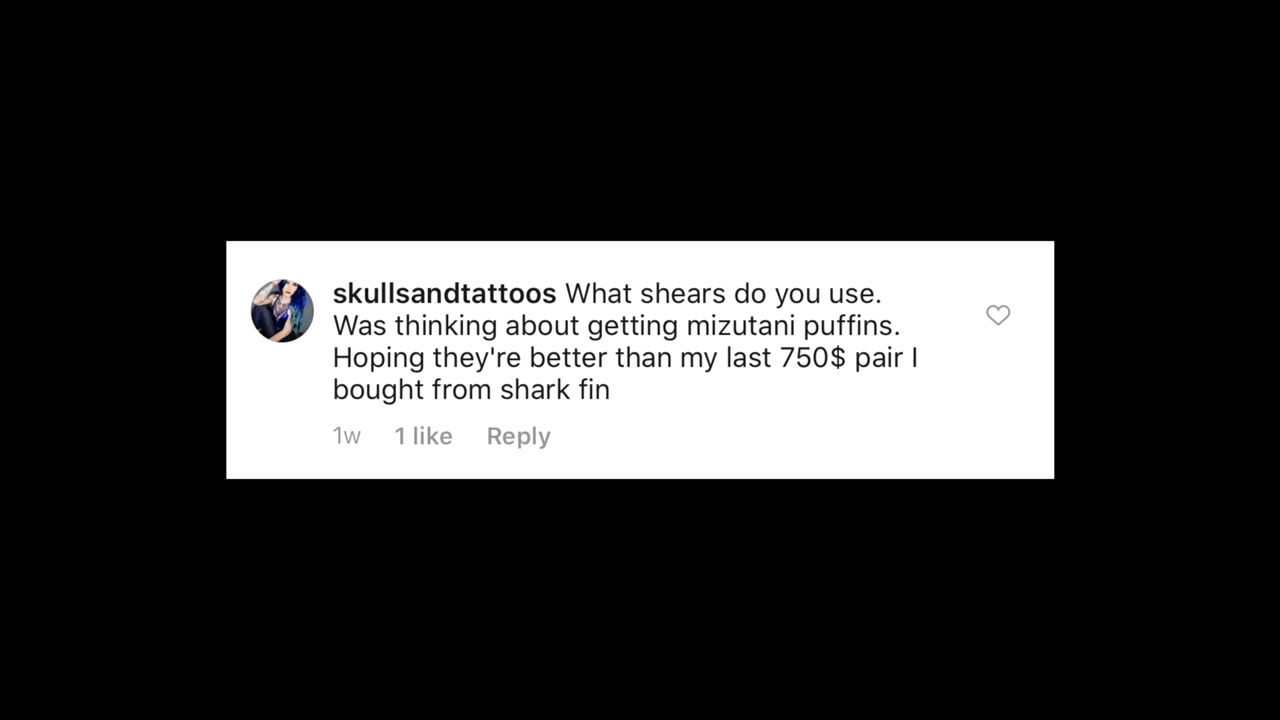 skullsandtattoos What shears do you use.
Was thinking about getting mizutani puffins.
Hoping they're better than my last 750$ pair I
bought from shark fin
1w 1 like Reply